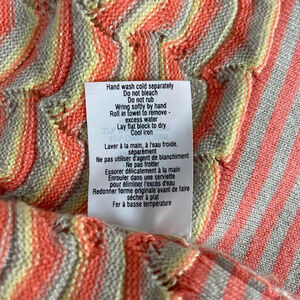 Hand wash cold separately
Do not bleach
Do not rub
Wring softly by hand
Roll in towel to remove -
excess water
Lay flat block to dry
Cool iron
Laver à la main, à l'eau froide,
séparément
Ne pas utiliser d'agent de blanchiment
Ne pas frotter
Essorer délicatement à la main
Enrouler dans une serviette
pour éliminer l'excés d'eau
Redonner forme originale avant de faire
sécher à plat
Fer à basse température